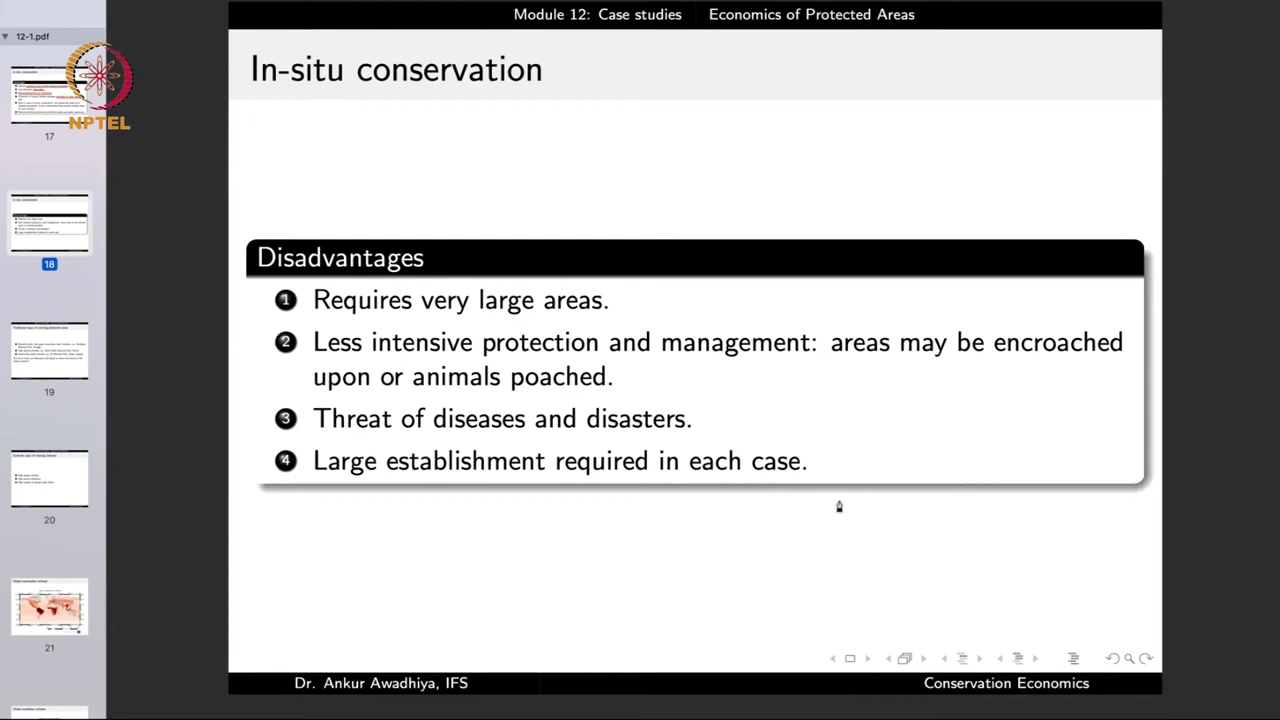 Module 12: Case studies Economics of Protected Areas
12-1.pdf
In-situ conservation
NPTEL
17
Disadvantages
1 Requires very large areas.
2 Less intensive protection and management: areas may be encroached
upon or animals poached.
3 Threat of diseases and disasters.
4 Large establishment required in each case.
18
19
20
21
Dr. Ankur Awadhiya, IFS Conservation Economics